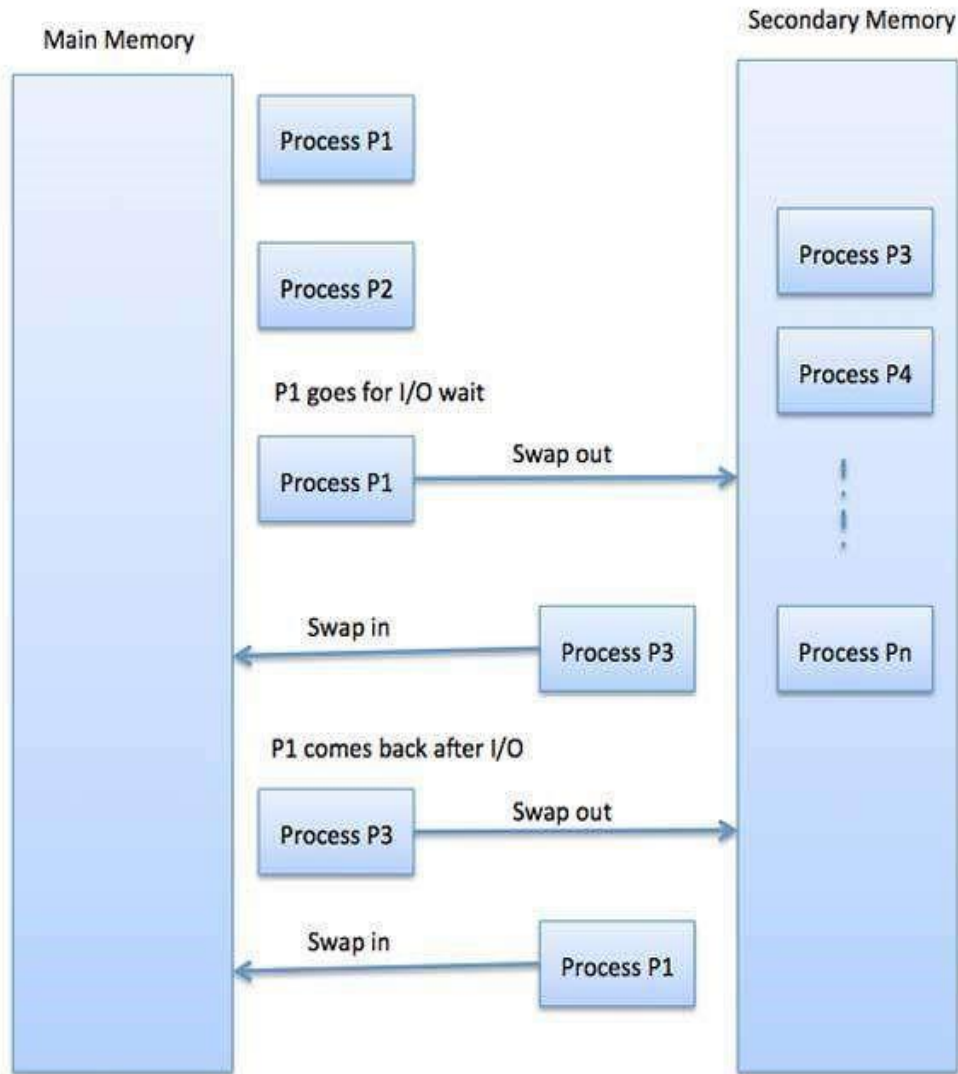 Main Memory
Secondary Memory
Process P1
Process P3
Process P2
Process P4
P1 goes for I/O wait
Process P1
Swap out
Swap in
Process P3
Process Pn
P1 comes back after I/O
Process P3
Swap out
Swap in
Process P1